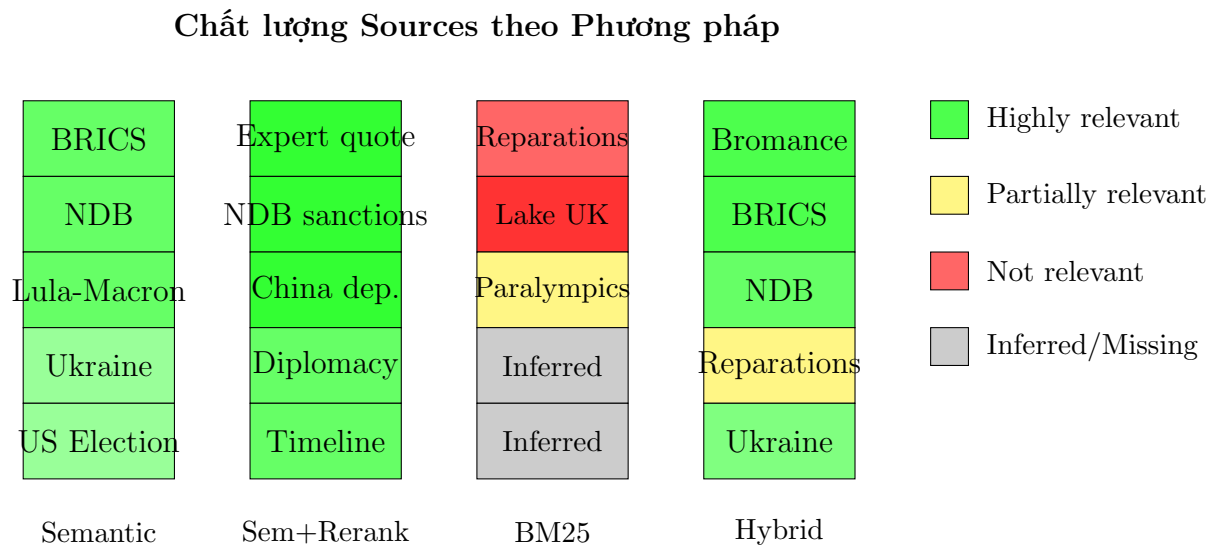 Chất lượng Sources theo Phương pháp
BRICS
NDB
Lula-Macron
Ukraine
US Election
Semantic
Expert quote
NDB sanctions
China dep.
Diplomacy
Timeline
Sem+Rerank
Reparations
Lake UK
Paralympics
Inferred
Inferred
BM25
Bromance
BRICS
NDB
Reparations
Ukraine
Hybrid
Highly relevant
Partially relevant
Not relevant
Inferred/Missing